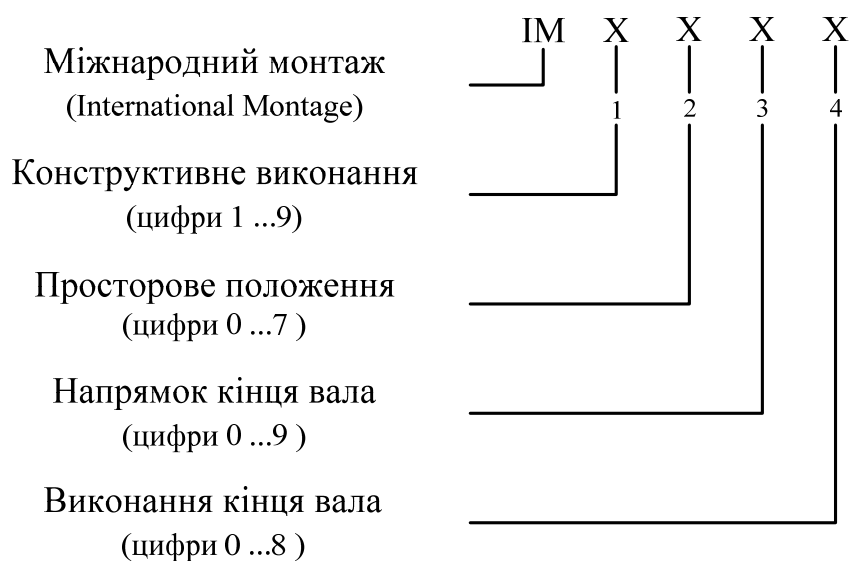 IM X X X X
Міжнародний монтаж
(International Montage)
1 2 3 4
Конструктивне виконання
(цифри 1 ...9)
Просторове положення
(цифри 0 ...7 )
Напрямок кінця вала
(цифри 0 ...9 )
Виконання кінця вала
(цифри 0 ...8 )